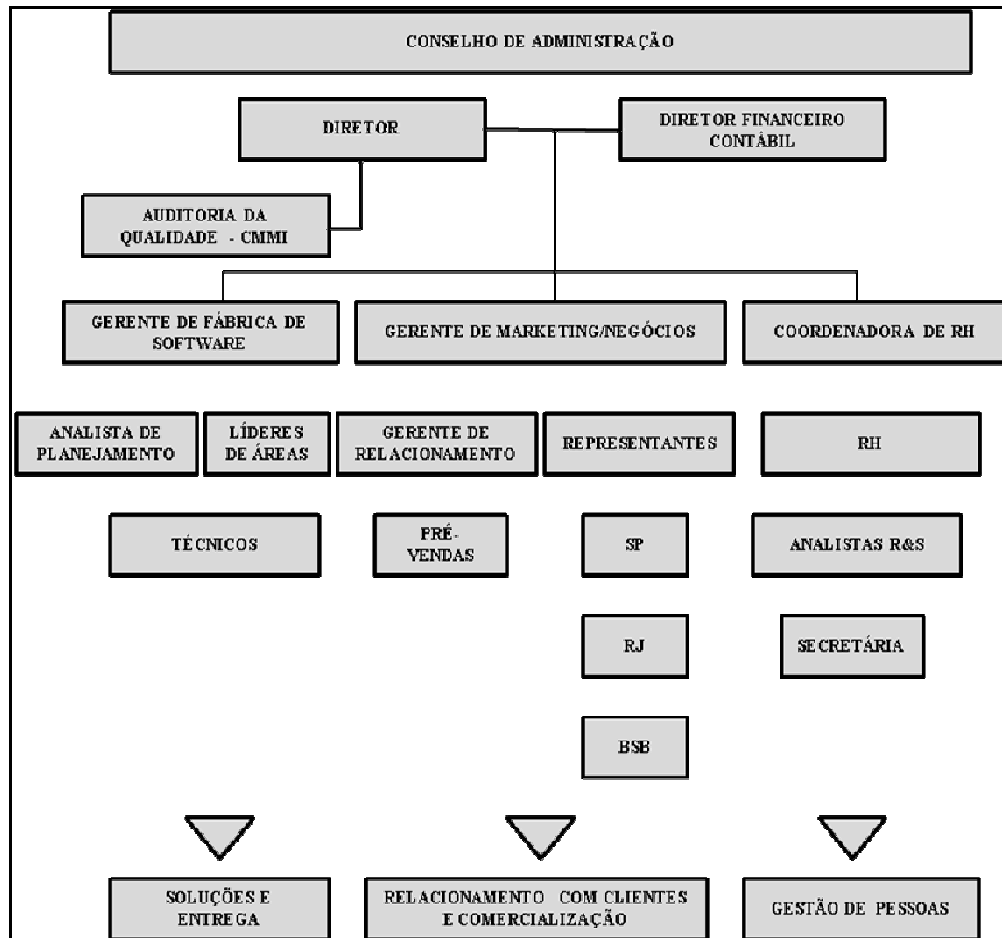 CONSELHO DE ADMINISTRAÇÃO
DIRETOR
DIRETOR FINANCEIRO
CONTÁBIL
AUDITORIA DA
QUALIDADE - CMMI
GERENTE DE FÁBRICA DE
SOFTWARE
GERENTE DE MARKETING/NEGÓCIOS
COORDENADORA DE RH
ANALISTA DE
PLANEJAMENTO
LÍDERES
DE ÁREAS
GERENTE DE
RELACIONAMENTO
REPRESENTANTES
RH
TÉCNICOS
PRÉ-
VENDAS
SP
ANALISTAS R&S
RJ
SECRETÁRIA
BSB
SOLUÇÕES E
ENTREGA
RELACIONAMENTO COM CLIENTES
E COMERCIALIZAÇÃO
GESTÃO DE PESSOAS